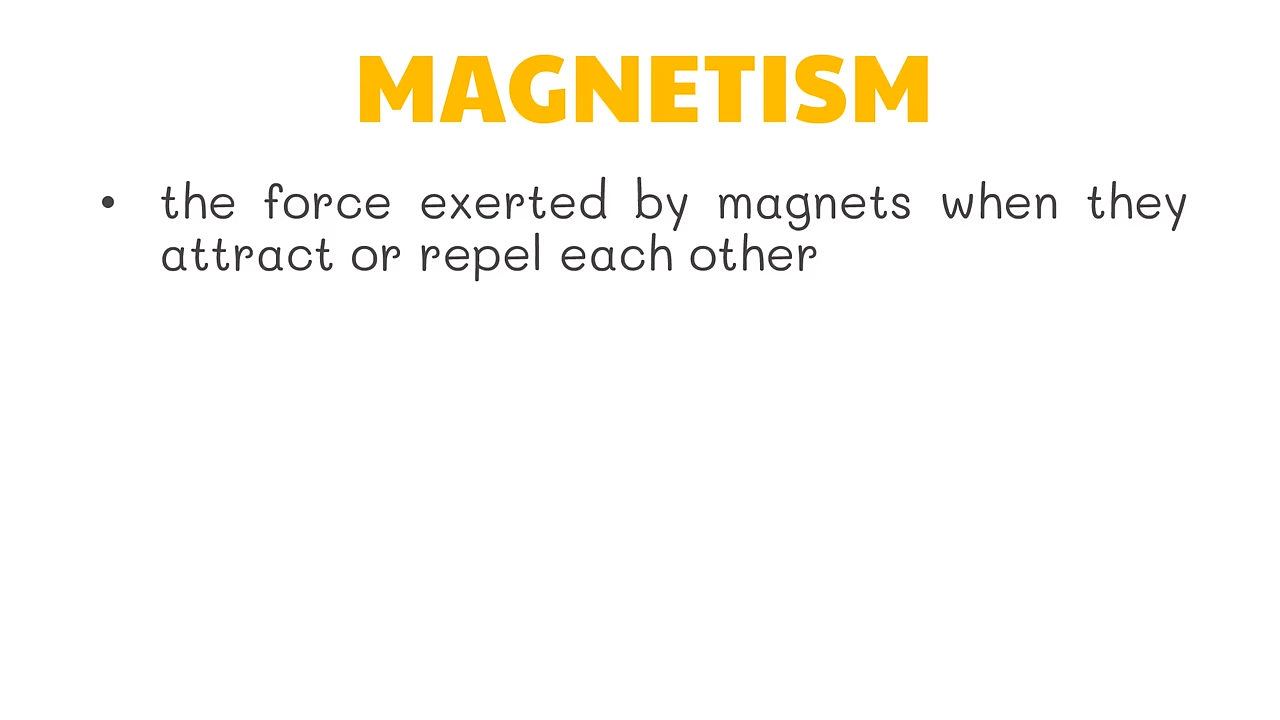 MAGNETISM
• the force exerted by magnets when they
attract or repel each other